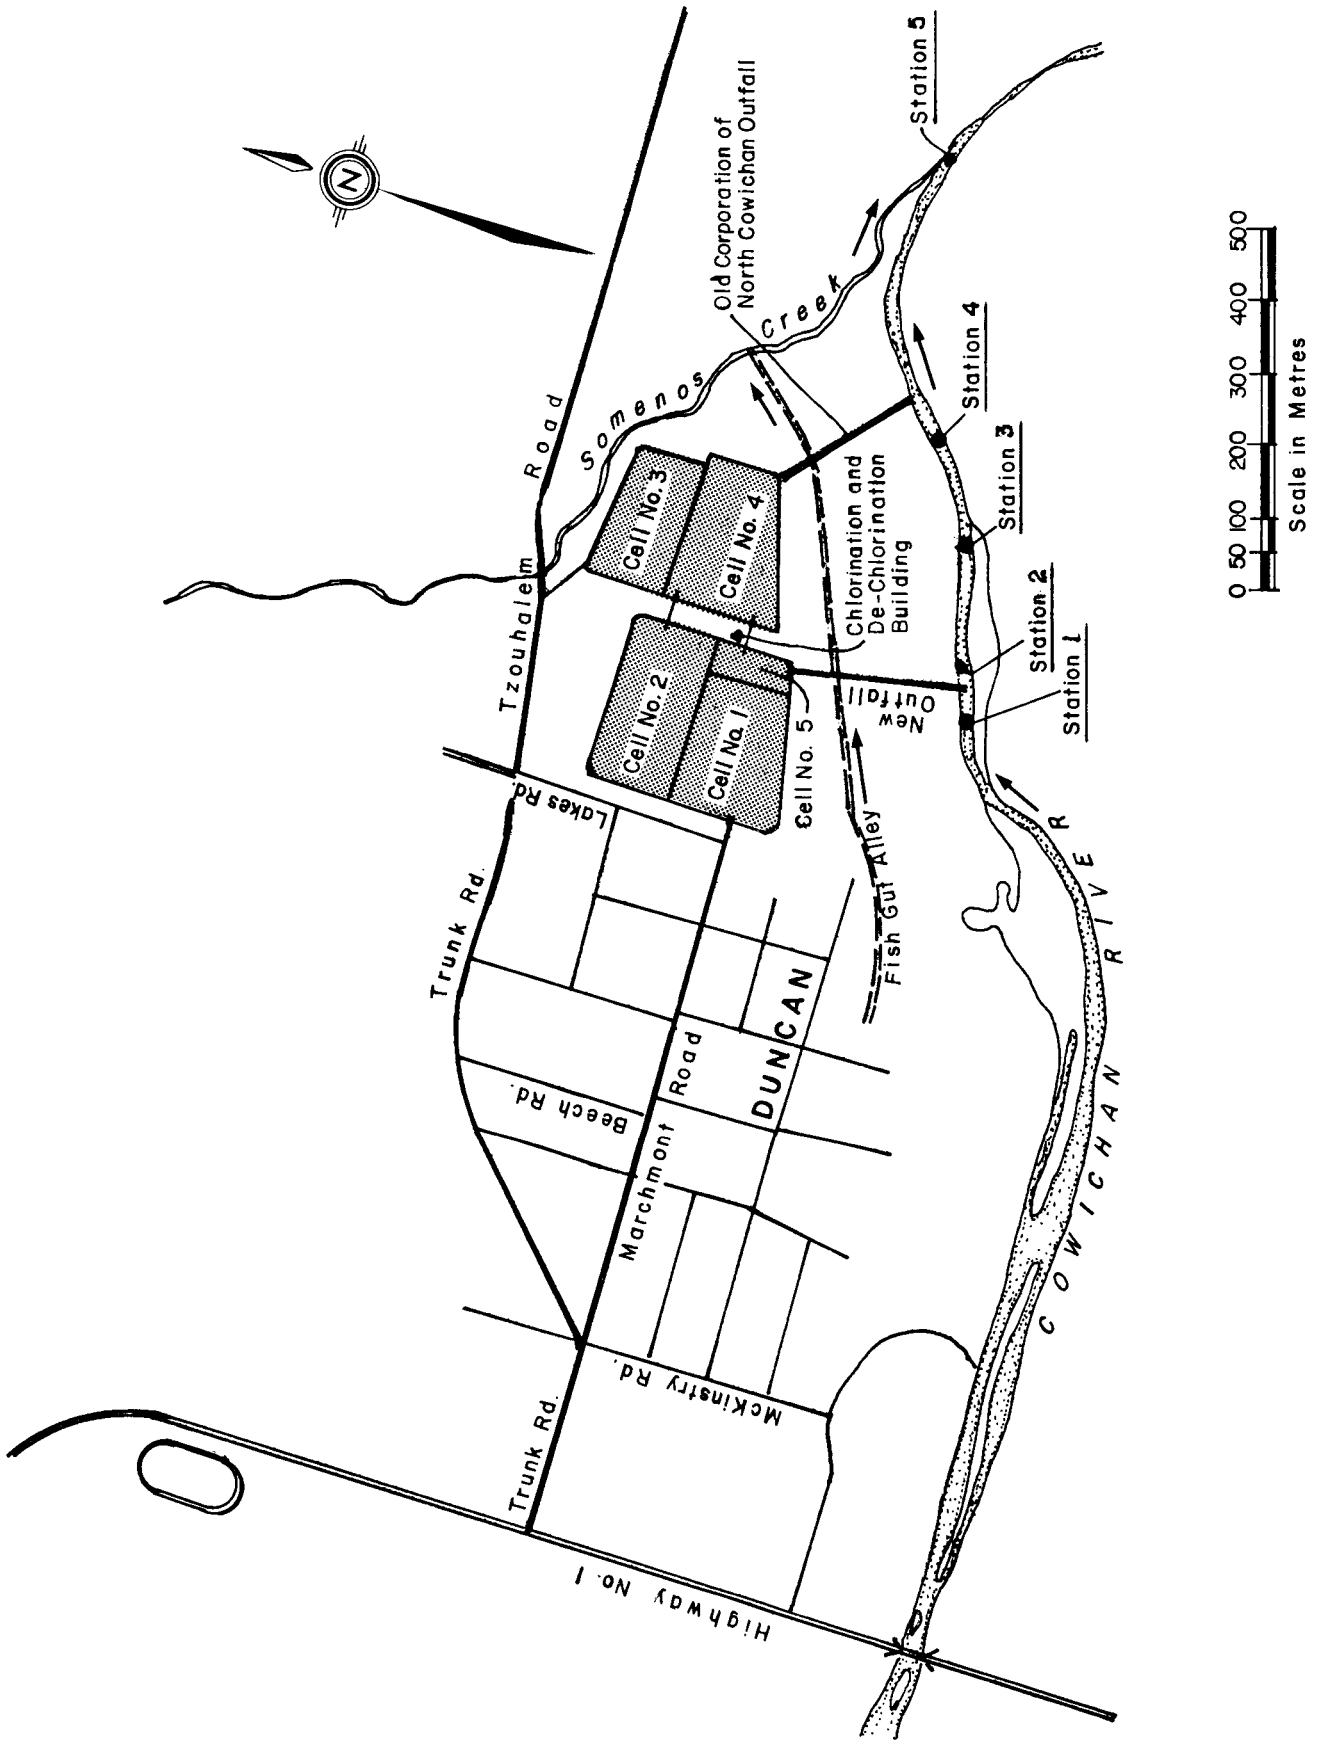 N
Tzouhalem Road
Trunk Rd.
Lakes Rd.
Somenos Creek
Old Corporation of
North Cowichan Outfall
Station 5
Station 4
Station 3
Station 2
Station 1
Cell No. 3
Cell No. 4
Cell No. 2
Cell No. 1
Cell No. 5
Chlorination and
De-Chlorination
Building
New
Outfall
Fish Gut Alley
DUNCAN
Beech Rd.
Marchmont Road
McKinstry Rd.
Trunk Rd.
Highway No. 1
COWICHAN RIVER
0 50 100 200 300 400 500
Scale in Metres